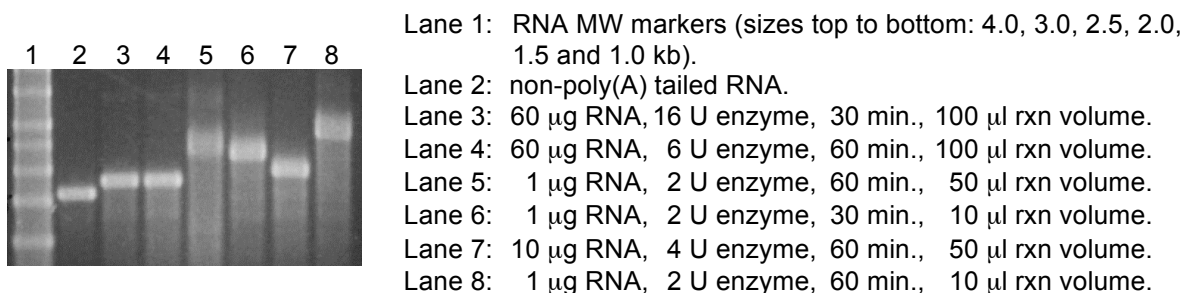 1 2 3 4 5 6 7 8
Lane 1: RNA MW markers (sizes top to bottom: 4.0, 3.0, 2.5, 2.0,
1.5 and 1.0 kb).
Lane 2: non-poly(A) tailed RNA.
Lane 3: 60 μg RNA, 16 U enzyme, 30 min., 100 μl rxn volume.
Lane 4: 60 μg RNA, 6 U enzyme, 60 min., 100 μl rxn volume.
Lane 5: 1 μg RNA, 2 U enzyme, 60 min., 50 μl rxn volume.
Lane 6: 1 μg RNA, 2 U enzyme, 30 min., 10 μl rxn volume.
Lane 7: 10 μg RNA, 4 U enzyme, 60 min., 50 μl rxn volume.
Lane 8: 1 μg RNA, 2 U enzyme, 60 min., 10 μl rxn volume.